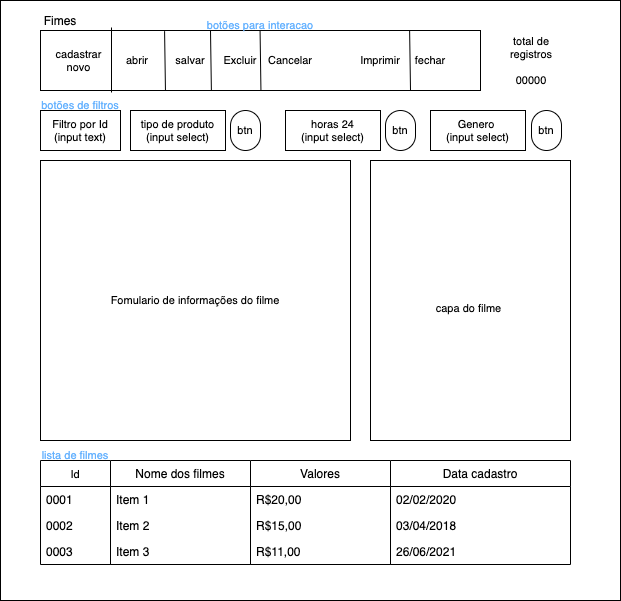 Fimes
botões para interacao
cadastrar
novo
abrir
salvar
Excluir
Cancelar
Imprimir
fechar
total de
registros
00000
botões de filtros
Filtro por Id
(input text)
tipo de produto
(input select)
btn
horas 24
(input select)
btn
Genero
(input select)
btn
Fomulario de informações do filme
capa do filme
lista de filmes
Id Nome dos filmes Valores Data cadastro
0001 Item 1 R$20,00 02/02/2020
0002 Item 2 R$15,00 03/04/2018
0003 Item 3 R$11,00 26/06/2021